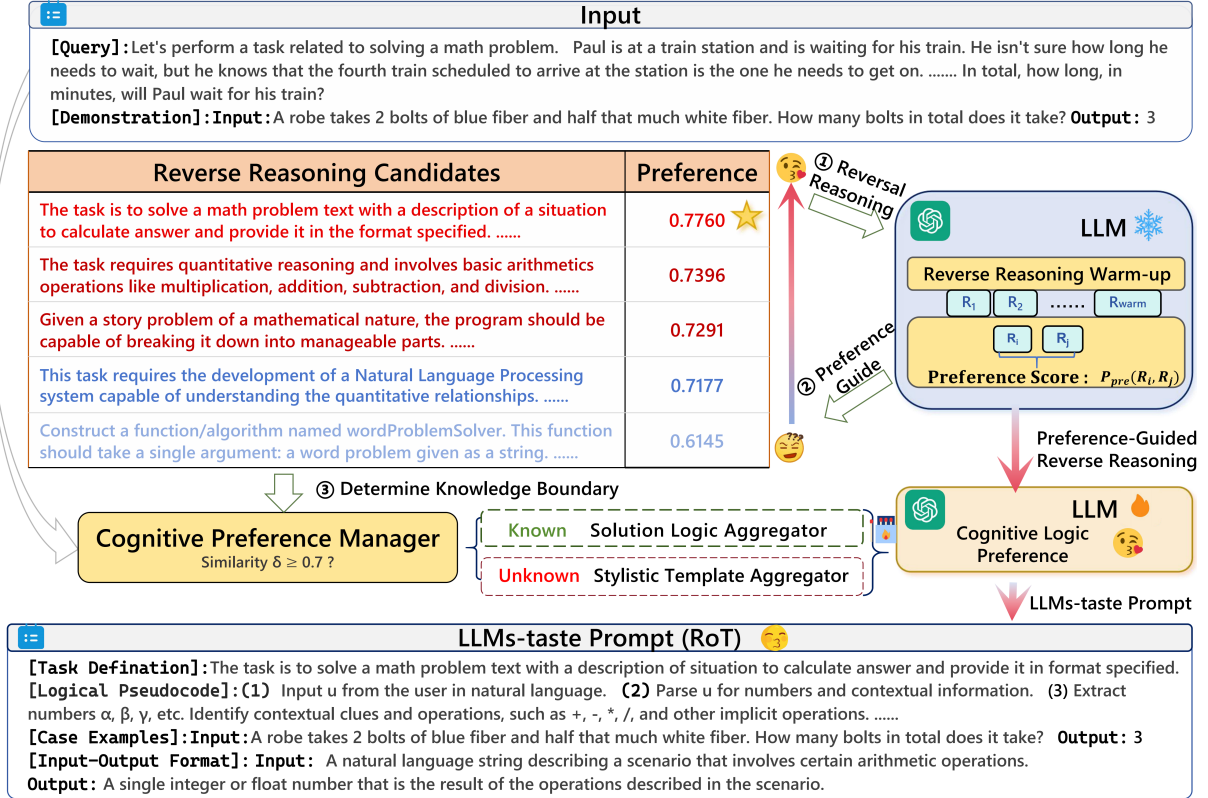 Input
[Query]:Let's perform a task related to solving a math problem. Paul is at a train station and is waiting for his train. He isn't sure how long he
needs to wait, but he knows that the fourth train scheduled to arrive at the station is the one he needs to get on. ....... In total, how long, in
minutes, will Paul wait for his train?
[Demonstration]:Input:A robe takes 2 bolts of blue fiber and half that much white fiber. How many bolts in total does it take? Output: 3
Reverse Reasoning Candidates
Preference
The task is to solve a math problem text with a description of a situation
to calculate answer and provide it in the format specified. ......
0.7760
The task requires quantitative reasoning and involves basic arithmetics
operations like multiplication, addition, subtraction, and division. ......
0.7396
Given a story problem of a mathematical nature, the program should be
capable of breaking it down into manageable parts. ......
0.7291
This task requires the development of a Natural Language Processing
system capable of understanding the quantitative relationships. ......
0.7177
Construct a function/algorithm named wordProblemSolver. This function
should take a single argument: a word problem given as a string. ......
0.6145
① Reversal
Reasoning
② Preference
Guide
LLM
Reverse Reasoning Warm-up
R1 R2 ...... Rwarm
Ri Rj
Preference Score : Ppre(Ri, Rj)
Preference-Guided
Reverse Reasoning
③ Determine Knowledge Boundary
Cognitive Preference Manager
Similarity δ ≥ 0.7 ?
Known Solution Logic Aggregator
Unknown Stylistic Template Aggregator
LLM
Cognitive Logic
Preference
LLMs-taste Prompt
LLMs-taste Prompt (RoT)
[Task Defination]:The task is to solve a math problem text with a description of situation to calculate answer and provide it in format specified.
[Logical Pseudocode]:(1) Input u from the user in natural language. (2) Parse u for numbers and contextual information. (3) Extract
numbers α, β, γ, etc. Identify contextual clues and operations, such as +, -, *, /, and other implicit operations. ......
[Case Examples]:Input:A robe takes 2 bolts of blue fiber and half that much white fiber. How many bolts in total does it take? Output: 3
[Input-Output Format]: Input: A natural language string describing a scenario that involves certain arithmetic operations.
Output: A single integer or float number that is the result of the operations described in the scenario.